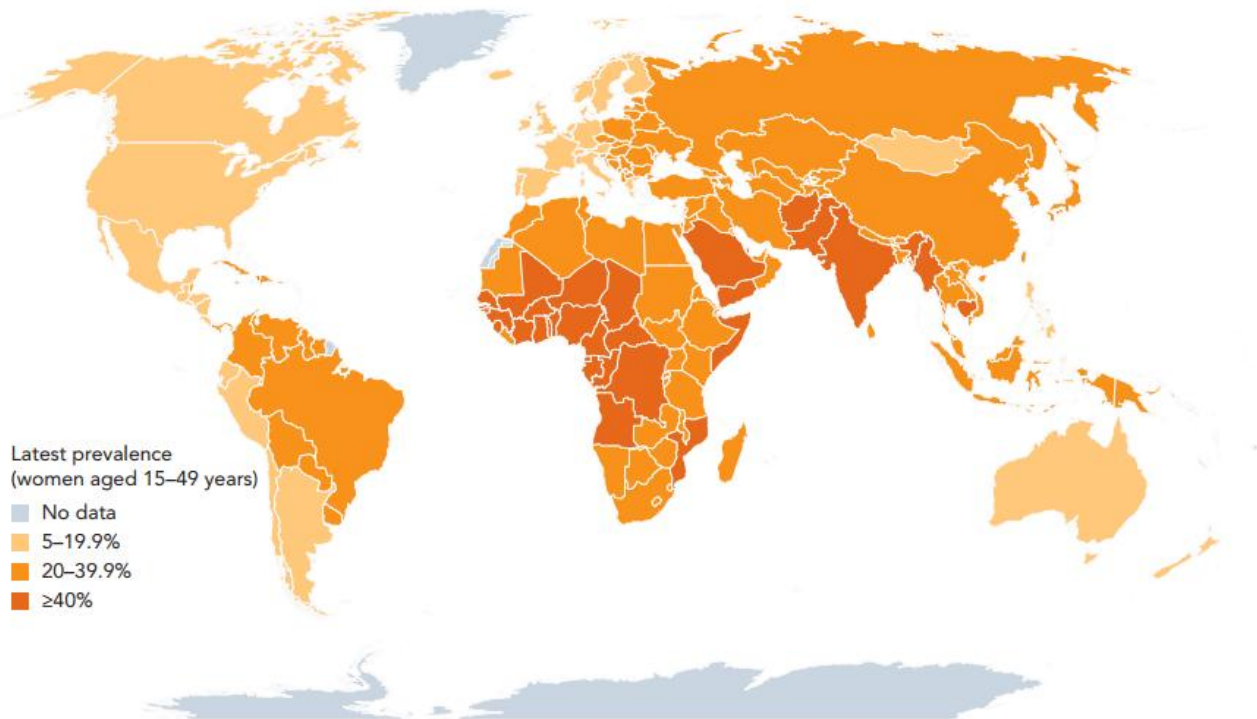 Latest prevalence
(women aged 15–49 years)
No data
5–19.9%
20–39.9%
≥40%